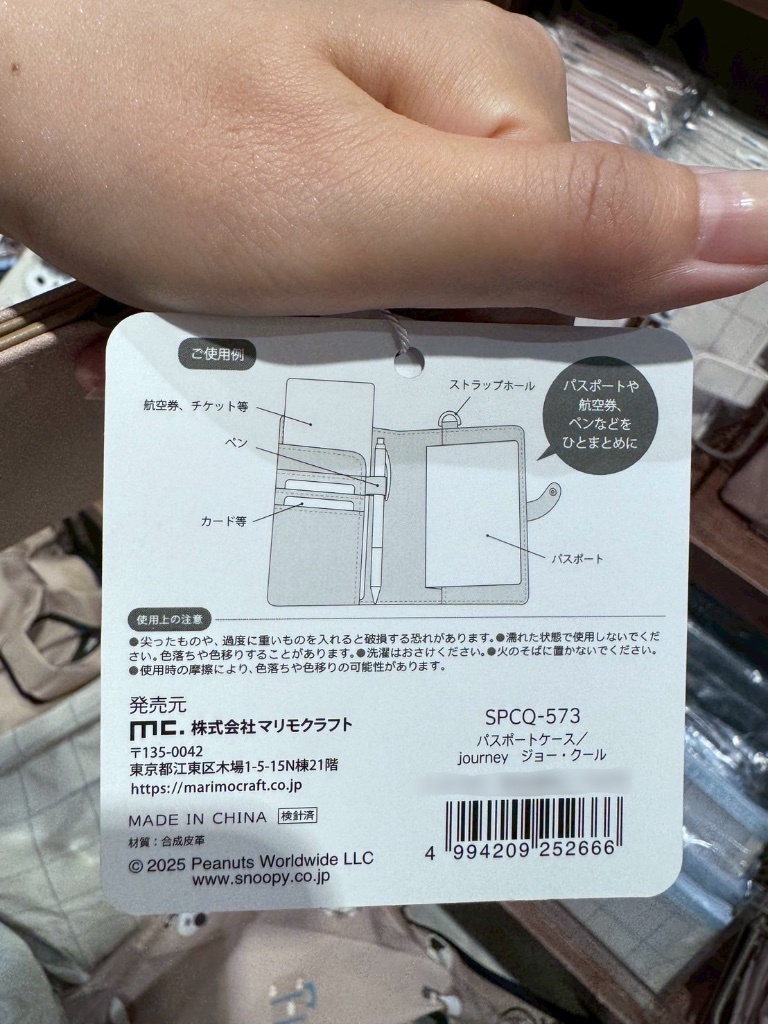 ご使用例
航空券、チケット等
ペン
カード等
ストラップホール
パスポートや
航空券、
ペンなどを
ひとまとめに
パスポート
使用上の注意
●尖ったものや、過度に重いものを入れると破損する恐れがあります。●濡れた状態で使用しないでくだ
さい。色落ちや色移りすることがあります。●洗濯はおさけください。●火のそばに置かないでください。
●使用時の摩擦により、色落ちや色移りの可能性があります。
発売元
mc. 株式会社マリモクラフト
〒135-0042
東京都江東区木場1-5-15N棟21階
https://marimocraft.co.jp
MADE IN CHINA 検針済
材質：合成皮革
© 2025 Peanuts Worldwide LLC
www.snoopy.co.jp
SPCQ-573
パスポートケース／
journey ジョー・クール
4 994209 252666